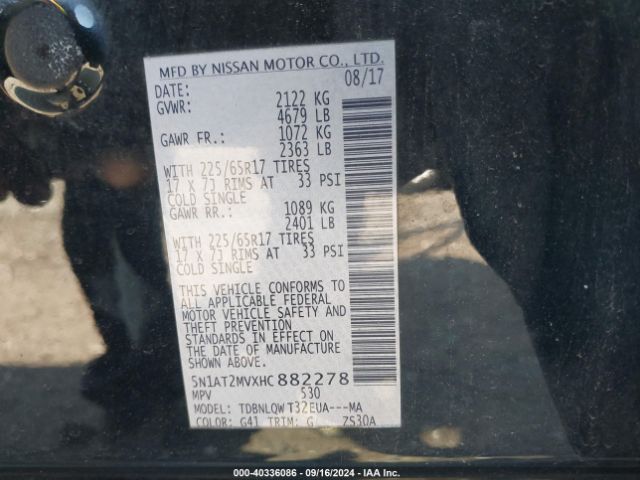 MFD BY NISSAN MOTOR CO., LTD.
DATE: 08/17
GVWR: 2122 KG
4679 LB
GAWR FR.: 1072 KG
2363 LB
WITH 225/65R17 TIRES
17 X 7J RIMS AT 33 PSI
COLD SINGLE
GAWR RR.: 1089 KG
2401 LB
WITH 225/65R17 TIRES
17 X 7J RIMS AT 33 PSI
COLD SINGLE
THIS VEHICLE CONFORMS TO
ALL APPLICABLE FEDERAL
MOTOR VEHICLE SAFETY AND
THEFT PREVENTION
STANDARDS IN EFFECT ON
THE DATE OF MANUFACTURE
SHOWN ABOVE.
5N1AT2MVXHC882278
MPV 530
MODEL: TDBNLQW T32EUA---MA
COLOR: G41 TRIM: G ZS30A
000-40336086 - 09/16/2024 - IAA Inc.